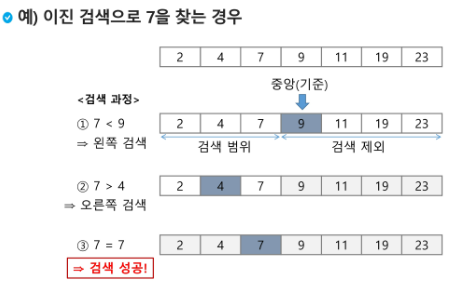 예) 이진 검색으로 7을 찾는 경우
2 4 7 9 11 19 23
중앙(기준)
<검색 과정>
① 7 < 9
2 4 7 9 11 19 23
⇒ 왼쪽 검색
검색 범위 검색 제외
② 7 > 4
2 4 7 9 11 19 23
⇒ 오른쪽 검색
③ 7 = 7
2 4 7 9 11 19 23
⇒ 검색 성공!